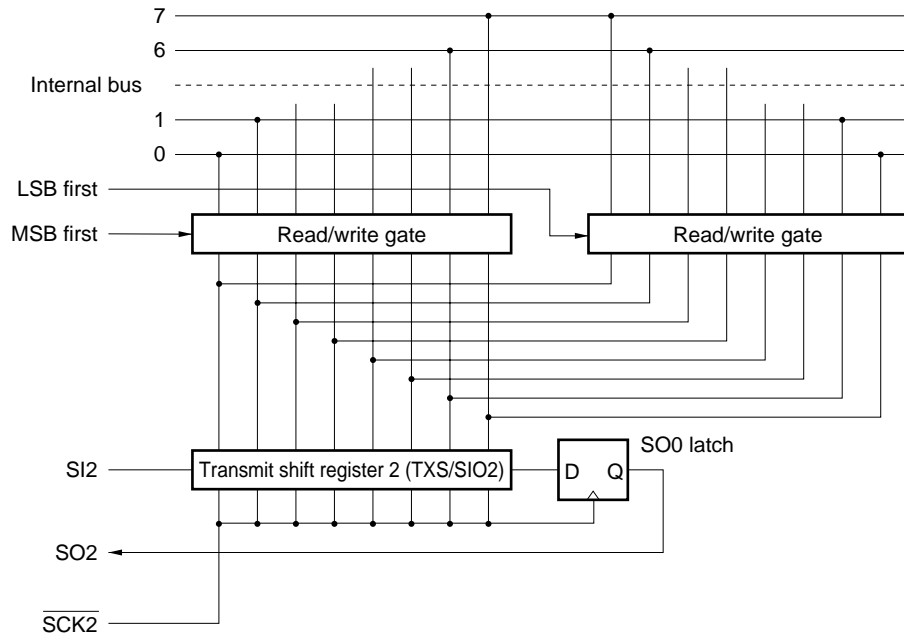 7
6
Internal bus
1
0
LSB first
MSB first
Read/write gate
Read/write gate
SO0 latch
SI2
Transmit shift register 2 (TXS/SIO2)
D Q
SO2
SCK2